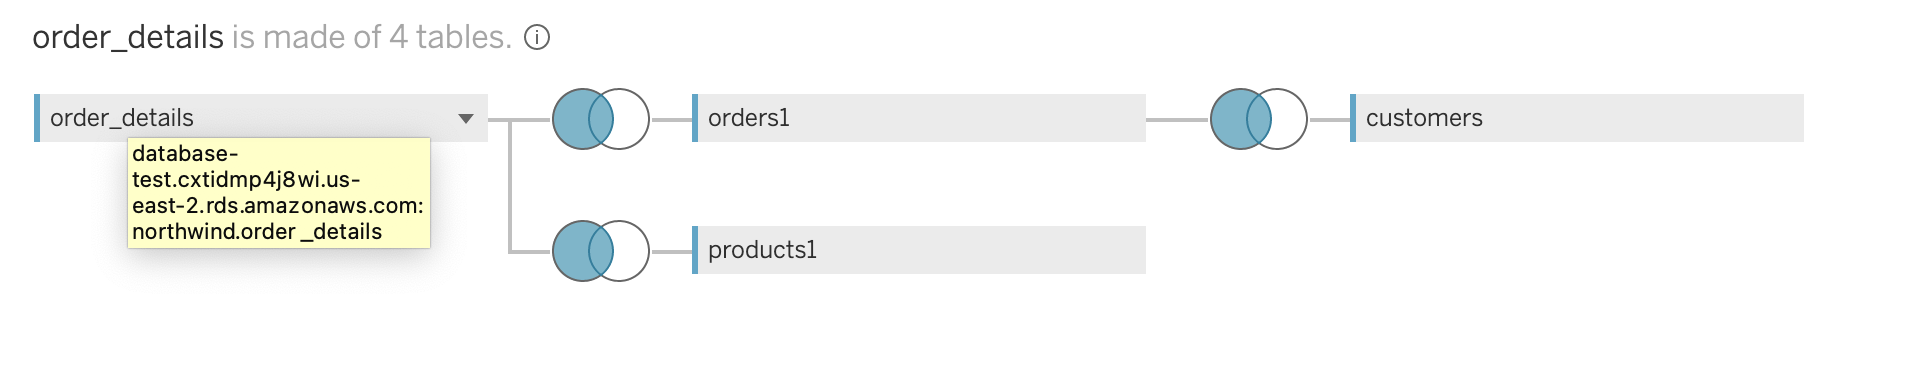 order_details is made of 4 tables. i
order_details
orders1
customers
database-
test.cxtidmp4j8wi.us-
east-2.rds.amazonaws.com:
northwind.order_details
products1